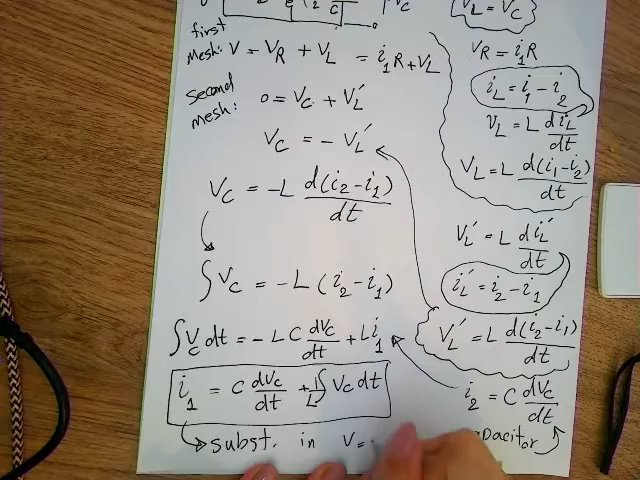 V_L = V_C
first
mesh: V = V_R + V_L = i_1 R + V_L
second
mesh: 0 = V_C + V_L'
V_C = - V_L'
V_C = -L d(i_2 - i_1)/dt
∫ V_C = -L (i_2 - i_1)
∫ V_C dt = -L C dV_C/dt + L i_1
i_1 = C dV_C/dt + 1/L ∫ V_C dt
subst. in V =
V_R = i_1 R
i_L = i_1 - i_2
V_L = L di_L/dt
V_L = L d(i_1 - i_2)/dt
V_L' = L di_L'/dt
i_L' = i_2 - i_1
V_L' = L d(i_2 - i_1)/dt
i_2 = C dV_C/dt
apacitor